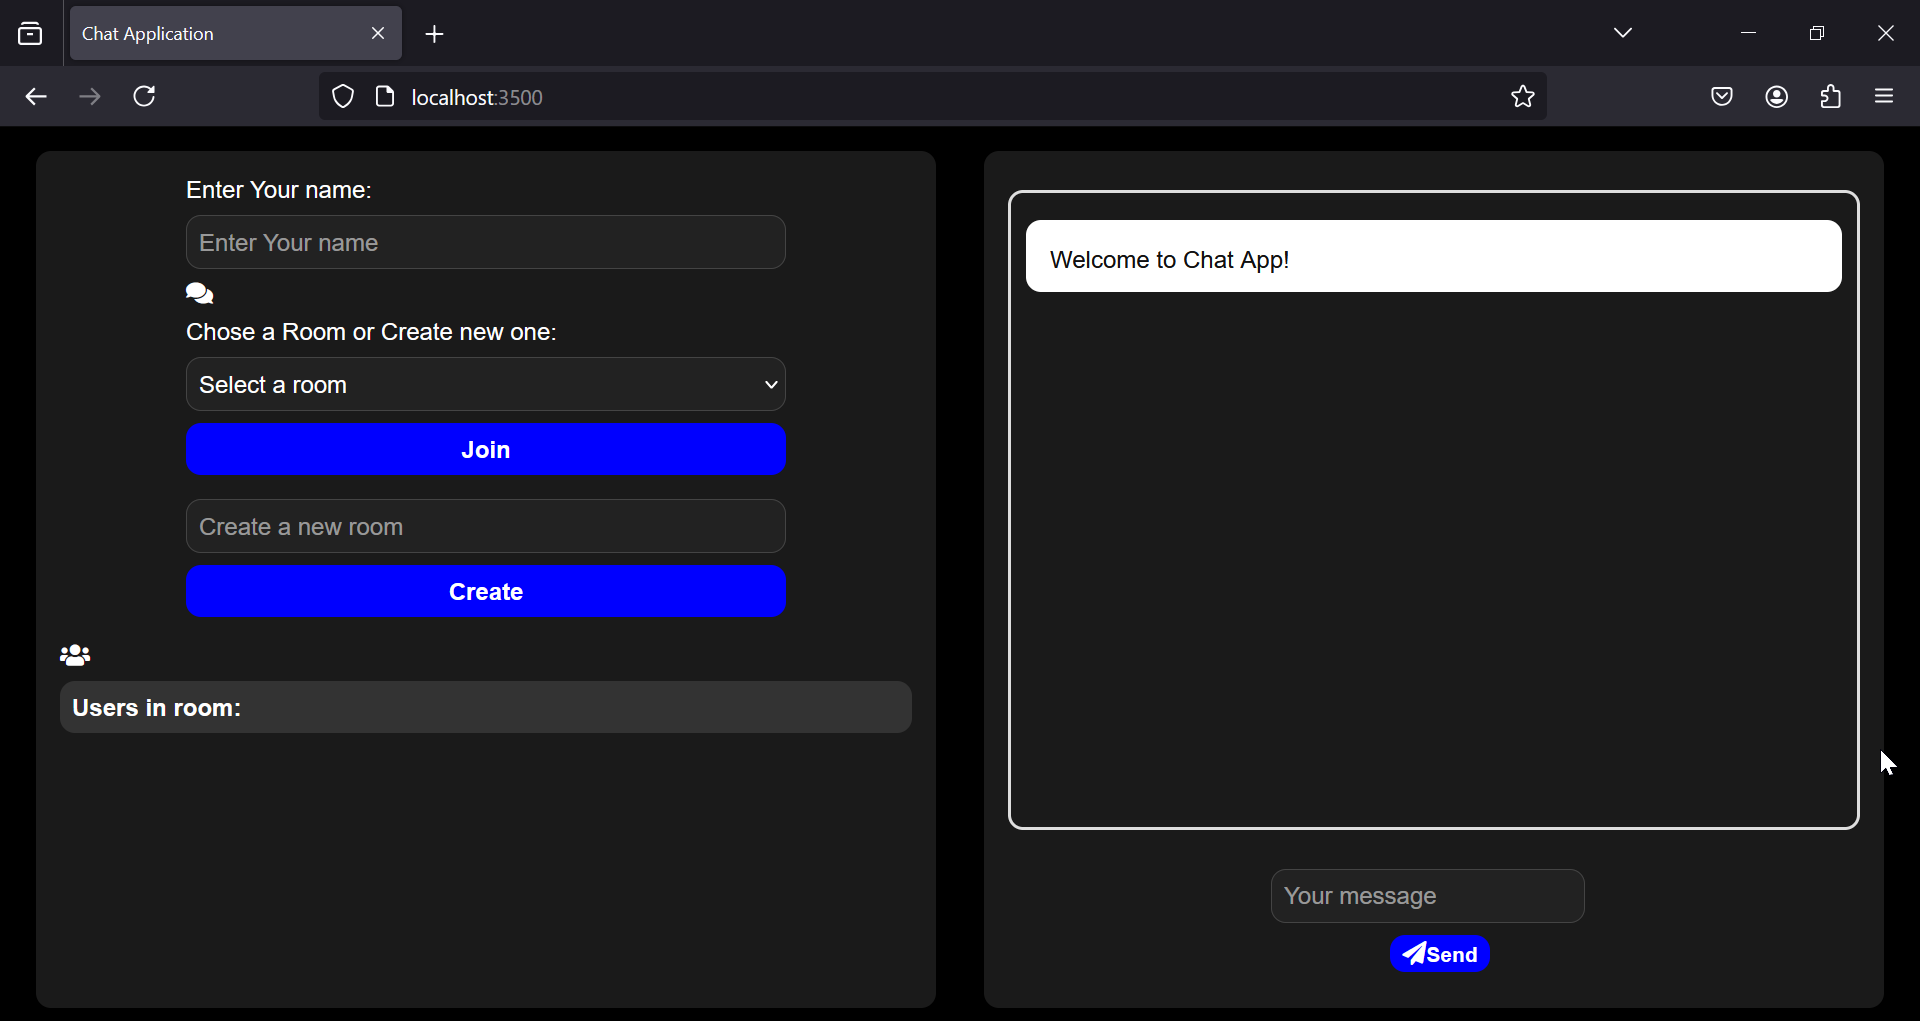 Chat Application
localhost:3500
Enter Your name:
Enter Your name
Chose a Room or Create new one:
Select a room
Join
Create a new room
Create
Users in room:
Welcome to Chat App!
Your message
Send